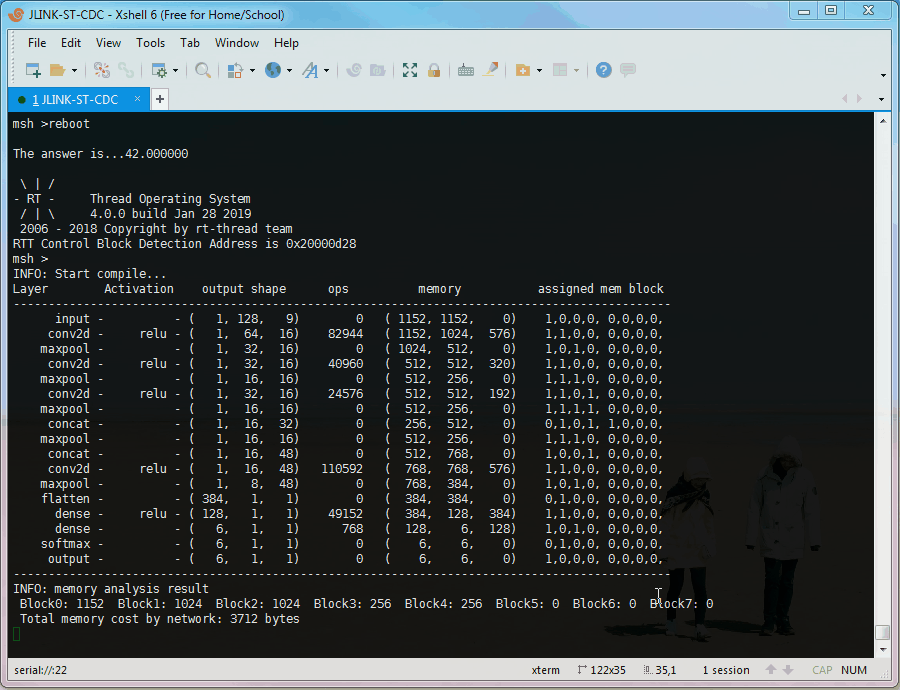 JLINK-ST-CDC - Xshell 6 (Free for Home/School)
File Edit View Tools Tab Window Help
1 JLINK-ST-CDC × +
msh >reboot
The answer is...42.000000
\ | /
- RT - Thread Operating System
/ | \ 4.0.0 build Jan 28 2019
2006 - 2018 Copyright by rt-thread team
RTT Control Block Detection Address is 0x20000d28
msh >
INFO: Start compile...
Layer Activation output shape ops memory assigned mem block
-----------------------------------------------------------------------------------------------
input - - ( 1, 128, 9) 0 ( 1152, 1152, 0) 1,0,0,0, 0,0,0,0,
conv2d - relu - ( 1, 64, 16) 82944 ( 1152, 1024, 576) 1,1,0,0, 0,0,0,0,
maxpool - - ( 1, 32, 16) 0 ( 1024, 512, 0) 1,0,1,0, 0,0,0,0,
conv2d - relu - ( 1, 32, 16) 40960 ( 512, 512, 320) 1,1,0,0, 0,0,0,0,
maxpool - - ( 1, 16, 16) 0 ( 512, 256, 0) 1,1,1,0, 0,0,0,0,
conv2d - relu - ( 1, 32, 16) 24576 ( 512, 512, 192) 1,1,0,1, 0,0,0,0,
maxpool - - ( 1, 16, 16) 0 ( 512, 256, 0) 1,1,1,1, 0,0,0,0,
concat - - ( 1, 16, 32) 0 ( 256, 512, 0) 0,1,0,1, 1,0,0,0,
maxpool - - ( 1, 16, 16) 0 ( 512, 256, 0) 1,1,1,0, 0,0,0,0,
concat - - ( 1, 16, 48) 0 ( 512, 768, 0) 1,0,0,1, 0,0,0,0,
conv2d - relu - ( 1, 16, 48) 110592 ( 768, 768, 576) 1,1,0,0, 0,0,0,0,
maxpool - - ( 1, 8, 48) 0 ( 768, 384, 0) 1,0,1,0, 0,0,0,0,
flatten - - ( 384, 1, 1) 0 ( 384, 384, 0) 0,1,0,0, 0,0,0,0,
dense - relu - ( 128, 1, 1) 49152 ( 384, 128, 384) 1,1,0,0, 0,0,0,0,
dense - - ( 6, 1, 1) 768 ( 128, 6, 128) 1,0,1,0, 0,0,0,0,
softmax - - ( 6, 1, 1) 0 ( 6, 6, 0) 0,1,0,0, 0,0,0,0,
output - - ( 6, 1, 1) 0 ( 6, 6, 0) 1,0,0,0, 0,0,0,0,
-----------------------------------------------------------------------------------------------
INFO: memory analysis result
Block0: 1152 Block1: 1024 Block2: 1024 Block3: 256 Block4: 256 Block5: 0 Block6: 0 Block7: 0
Total memory cost by network: 3712 bytes
serial://:22 xterm 122x35 35,1 1 session CAP NUM